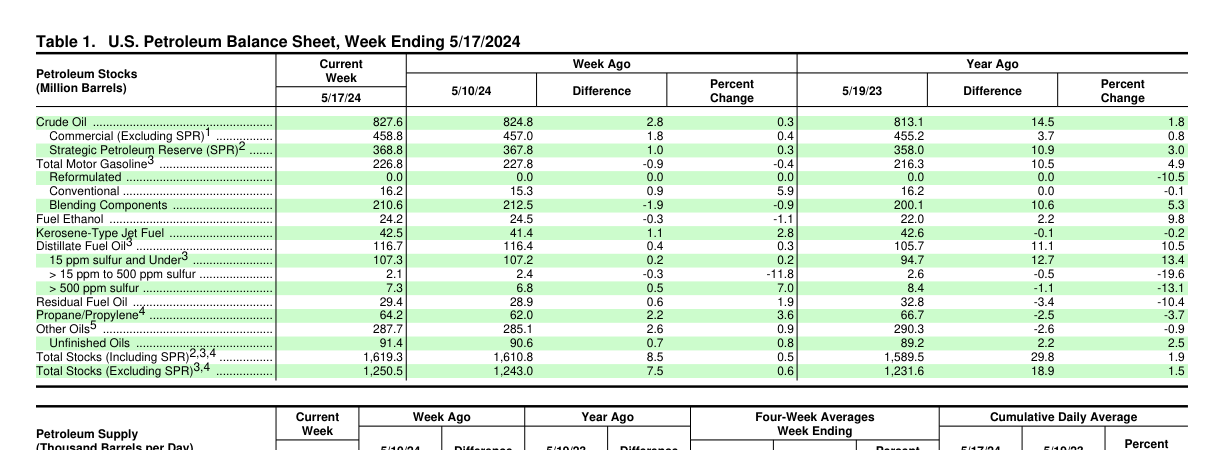 Table 1. U.S. Petroleum Balance Sheet, Week Ending 5/17/2024
Petroleum Stocks
(Million Barrels)
Current
Week
Week Ago
Year Ago
5/17/24
5/10/24
Difference
Percent
Change
5/19/23
Difference
Percent
Change
Crude Oil ...................................................... 827.6 824.8 2.8 0.3 813.1 14.5 1.8
Commercial (Excluding SPR)1 ................. 458.8 457.0 1.8 0.4 455.2 3.7 0.8
Strategic Petroleum Reserve (SPR)2 ....... 368.8 367.8 1.0 0.3 358.0 10.9 3.0
Total Motor Gasoline3 .................................. 226.8 227.8 -0.9 -0.4 216.3 10.5 4.9
Reformulated ............................................. 0.0 0.0 0.0 0.0 0.0 0.0 -10.5
Conventional ............................................. 16.2 15.3 0.9 5.9 16.2 0.0 -0.1
Blending Components ............................... 210.6 212.5 -1.9 -0.9 200.1 10.6 5.3
Fuel Ethanol ................................................. 24.2 24.5 -0.3 -1.1 22.0 2.2 9.8
Kerosene-Type Jet Fuel ................................ 42.5 41.4 1.1 2.8 42.6 -0.1 -0.2
Distillate Fuel Oil3 ......................................... 116.7 116.4 0.4 0.3 105.7 11.1 10.5
15 ppm sulfur and Under3 ......................... 107.3 107.2 0.2 0.2 94.7 12.7 13.4
> 15 ppm to 500 ppm sulfur ...................... 2.1 2.4 -0.3 -11.8 2.6 -0.5 -19.6
> 500 ppm sulfur ....................................... 7.3 6.8 0.5 7.0 8.4 -1.1 -13.1
Residual Fuel Oil .......................................... 29.4 28.9 0.6 1.9 32.8 -3.4 -10.4
Propane/Propylene4 ..................................... 64.2 62.0 2.2 3.6 66.7 -2.5 -3.7
Other Oils5 .................................................... 287.7 285.1 2.6 0.9 290.3 -2.6 -0.9
Unfinished Oils .......................................... 91.4 90.6 0.7 0.8 89.2 2.2 2.5
Total Stocks (Including SPR)2,3,4 ................ 1,619.3 1,610.8 8.5 0.5 1,589.5 29.8 1.9
Total Stocks (Excluding SPR)3,4 ................. 1,250.5 1,243.0 7.5 0.6 1,231.6 18.9 1.5
Petroleum Supply
(Thousand Barrels per Day)
Current
Week
Week Ago
Year Ago
Four-Week Averages
Week Ending
Cumulative Daily Average
5/10/24 Difference 5/19/23 Difference Percent 5/17/24 5/19/23 Percent